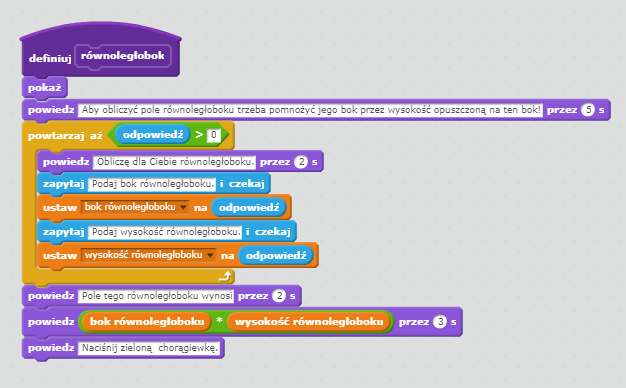 definiuj równoległobok
pokaż
powiedz Aby obliczyć pole równoległoboku trzeba pomnożyć jego bok przez wysokość opuszczoną na ten bok! przez 5 s
powtarzaj aż odpowiedź > 0
powiedz Obliczę dla Ciebie równoległoboku. przez 2 s
zapytaj Podaj bok równoległoboku. i czekaj
ustaw bok równoległoboku na odpowiedź
zapytaj Podaj wysokość równoległoboku. i czekaj
ustaw wysokość równoległoboku na odpowiedź
powiedz Pole tego równoległoboku wynosi przez 2 s
powiedz bok równoległoboku * wysokość równoległoboku przez 3 s
powiedz Naciśnij zieloną chorągiewkę.